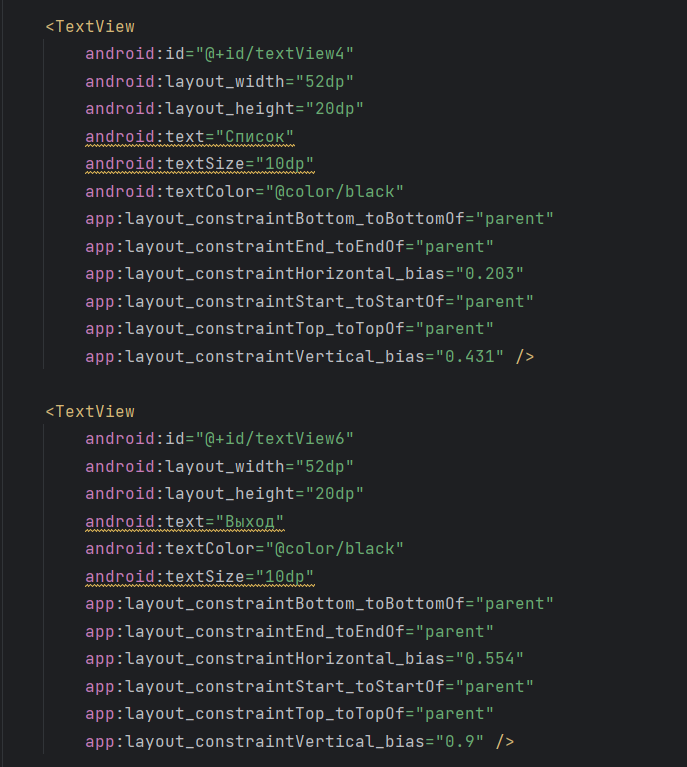 <TextView
android:id="@+id/textView4"
android:layout_width="52dp"
android:layout_height="20dp"
android:text="Список"
android:textSize="10dp"
android:textColor="@color/black"
app:layout_constraintBottom_toBottomOf="parent"
app:layout_constraintEnd_toEndOf="parent"
app:layout_constraintHorizontal_bias="0.203"
app:layout_constraintStart_toStartOf="parent"
app:layout_constraintTop_toTopOf="parent"
app:layout_constraintVertical_bias="0.431" />
<TextView
android:id="@+id/textView6"
android:layout_width="52dp"
android:layout_height="20dp"
android:text="Выход"
android:textColor="@color/black"
android:textSize="10dp"
app:layout_constraintBottom_toBottomOf="parent"
app:layout_constraintEnd_toEndOf="parent"
app:layout_constraintHorizontal_bias="0.554"
app:layout_constraintStart_toStartOf="parent"
app:layout_constraintTop_toTopOf="parent"
app:layout_constraintVertical_bias="0.9" />